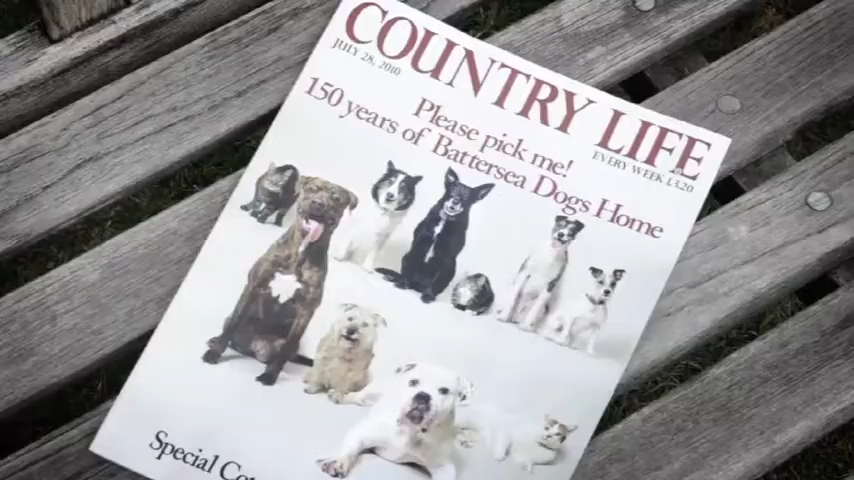 COUNTRY LIFE
JULY 28, 2010
EVERY WEEK £3.20
Please pick me!
150 years of Battersea Dogs Home
Special